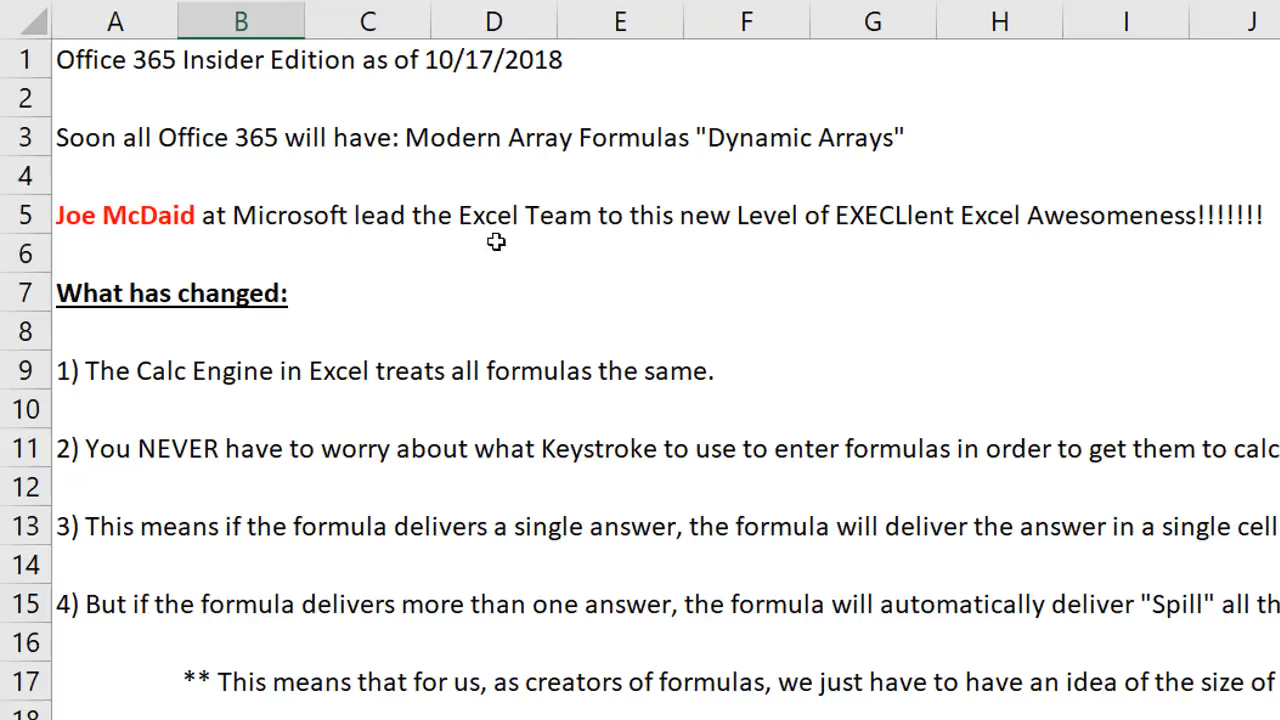 A B C D E F G H I J
1 Office 365 Insider Edition as of 10/17/2018
2
3 Soon all Office 365 will have: Modern Array Formulas "Dynamic Arrays"
4
5 Joe McDaid at Microsoft lead the Excel Team to this new Level of EXECLlent Excel Awesomeness!!!!!!!
6
7 What has changed:
8
9 1) The Calc Engine in Excel treats all formulas the same.
10
11 2) You NEVER have to worry about what Keystroke to use to enter formulas in order to get them to calc
12
13 3) This means if the formula delivers a single answer, the formula will deliver the answer in a single cell
14
15 4) But if the formula delivers more than one answer, the formula will automatically deliver "Spill" all th
16
17 ** This means that for us, as creators of formulas, we just have to have an idea of the size of
18